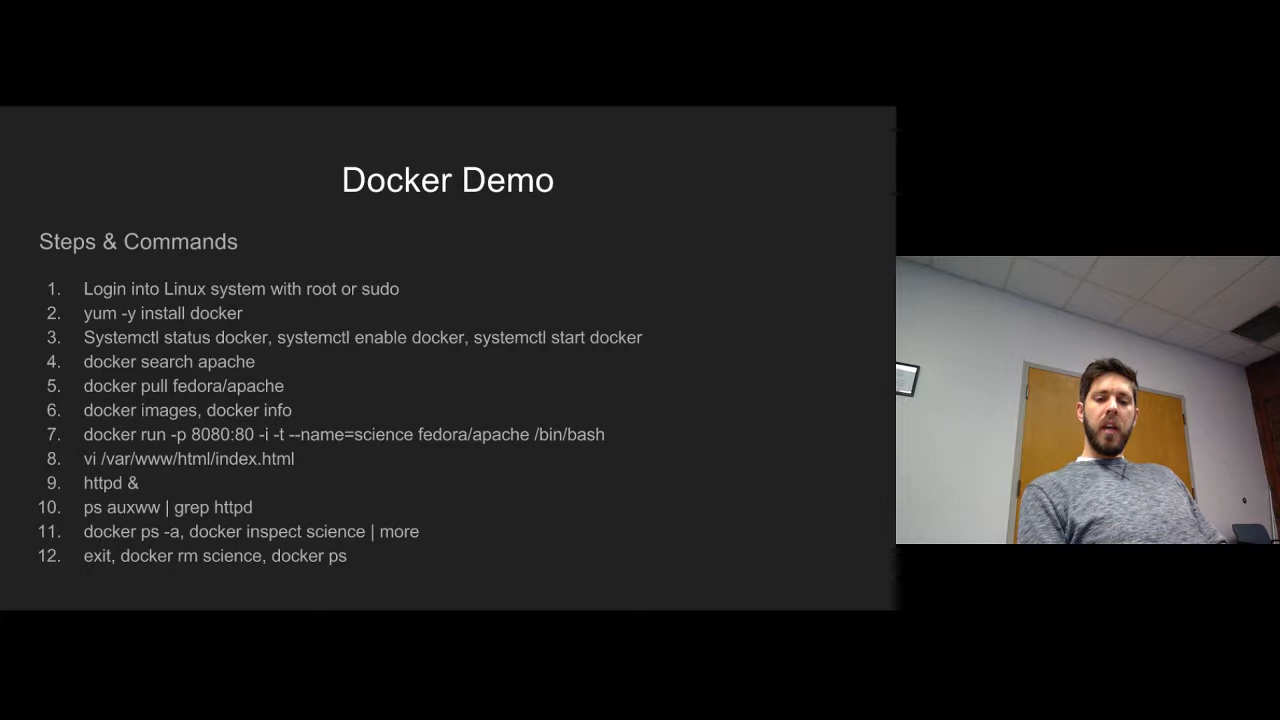 Docker Demo
Steps & Commands
1. Login into Linux system with root or sudo
2. yum -y install docker
3. Systemctl status docker, systemctl enable docker, systemctl start docker
4. docker search apache
5. docker pull fedora/apache
6. docker images, docker info
7. docker run -p 8080:80 -i -t --name=science fedora/apache /bin/bash
8. vi /var/www/html/index.html
9. httpd &
10. ps auxww | grep httpd
11. docker ps -a, docker inspect science | more
12. exit, docker rm science, docker ps